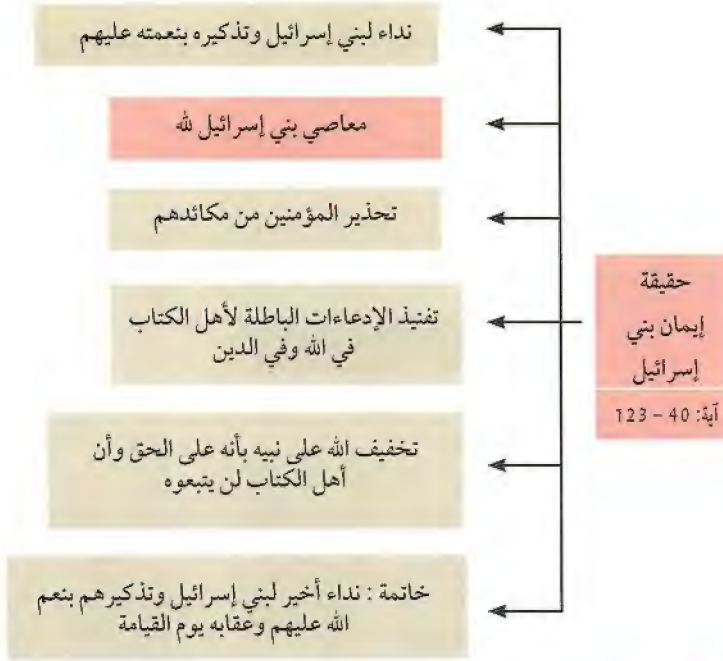 حقيقة
إيمان بني
إسرائيل
آية: 40 – 123
نداء لبني إسرائيل وتذكيره بنعمته عليهم
معاصي بني إسرائيل لله
تحذير المؤمنين من مكائدهم
تفنيذ الإدعاءات الباطلة لأهل الكتاب
في الله وفي الدين
تخفيف الله على نبيه بأنه على الحق وأن
أهل الكتاب لن يتبعوه
خاتمة : نداء أخير لبني إسرائيل وتذكيرهم بنعم
الله عليهم وعقابه يوم القيامة